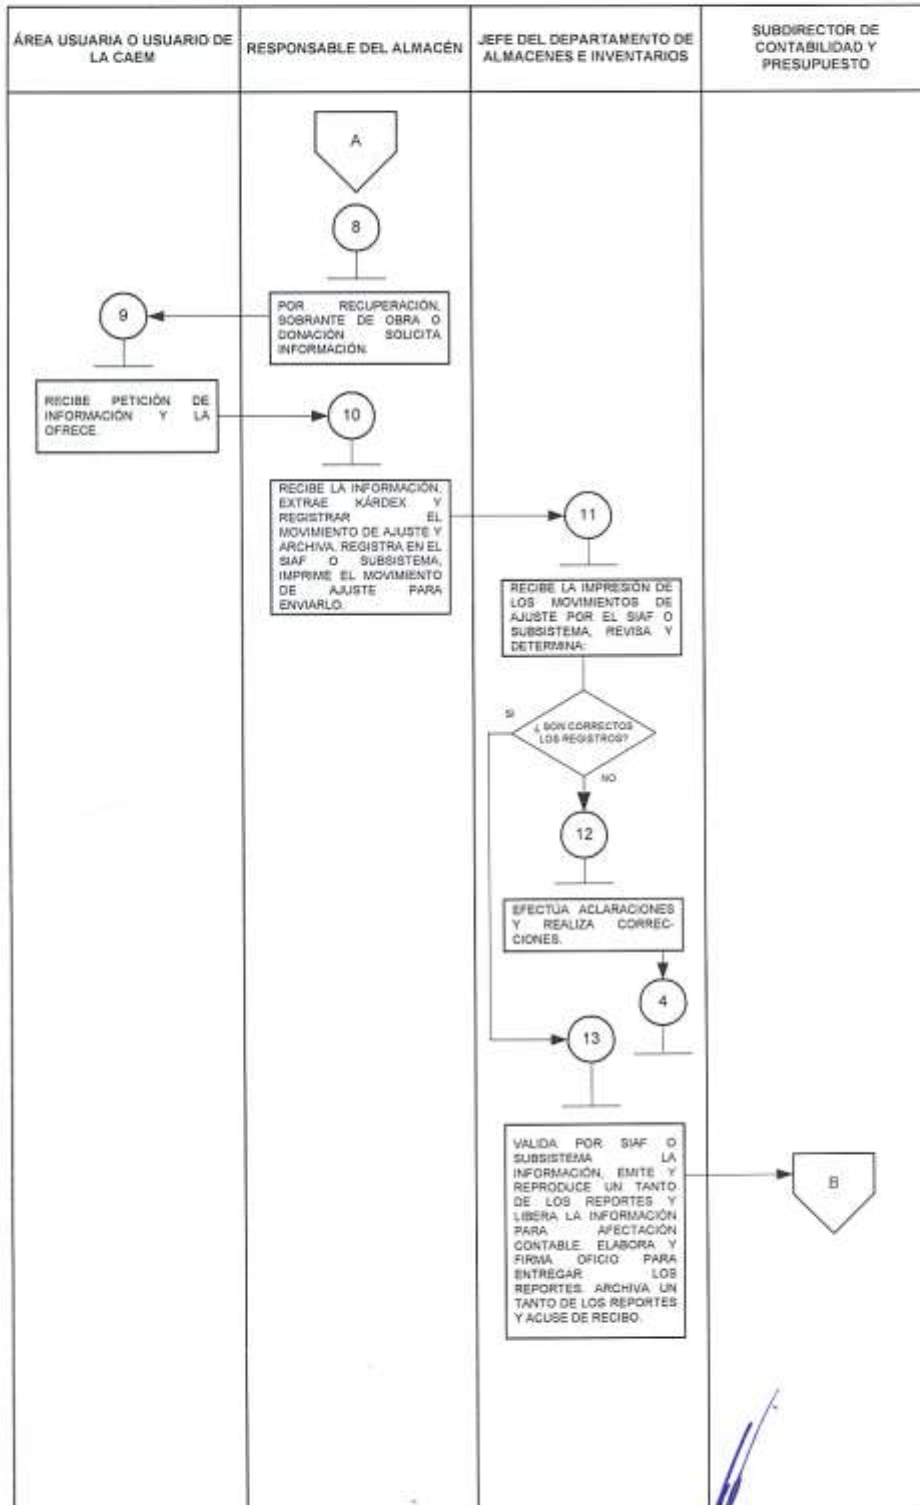 ÁREA USUARIA O USUARIO DE
LA CAEM
RESPONSABLE DEL ALMACÉN
JEFE DEL DEPARTAMENTO DE
ALMACENES E INVENTARIOS
SUBDIRECTOR DE
CONTABILIDAD Y
PRESUPUESTO
A
8
POR RECUPERACIÓN,
SOBRANTE DE OBRA O
DONACIÓN SOLICITA
INFORMACIÓN.
9
RECIBE PETICIÓN DE
INFORMACIÓN Y LA
OFRECE.
10
RECIBE LA INFORMACIÓN,
EXTRAE KÁRDEX Y
REGISTRAR EL
MOVIMIENTO DE AJUSTE Y
ARCHIVA. REGISTRA EN EL
SIAF O SUBSISTEMA,
IMPRIME EL MOVIMIENTO
DE AJUSTE PARA
ENVIARLO.
11
RECIBE LA IMPRESIÓN DE
LOS MOVIMIENTOS DE
AJUSTE POR EL SIAF O
SUBSISTEMA, REVISA Y
DETERMINA:
¿ SON CORRECTOS
LOS REGISTROS?
SI
NO
12
EFECTÚA ACLARACIONES
Y REALIZA CORREC-
CIONES.
4
13
VALIDA POR SIAF O
SUBSISTEMA LA
INFORMACIÓN, EMITE Y
REPRODUCE UN TANTO
DE LOS REPORTES Y
LIBERA LA INFORMACIÓN
PARA AFECTACIÓN
CONTABLE. ELABORA Y
FIRMA OFICIO PARA
ENTREGAR LOS
REPORTES. ARCHIVA UN
TANTO DE LOS REPORTES
Y ACUSE DE RECIBO.
B